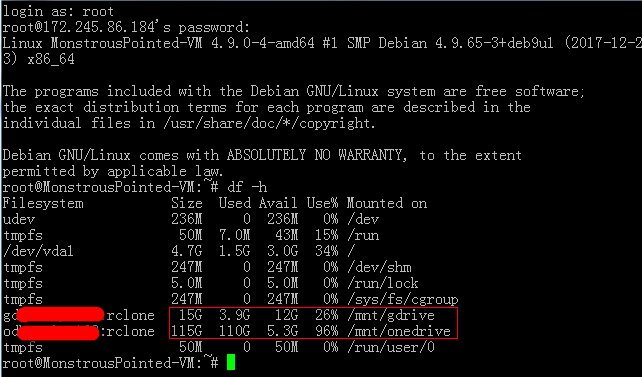 login as: root
root@172.245.86.184's password:
Linux MonstrousPointed-VM 4.9.0-4-amd64 #1 SMP Debian 4.9.65-3+deb9u1 (2017-12-2
3) x86_64

The programs included with the Debian GNU/Linux system are free software;
the exact distribution terms for each program are described in the
individual files in /usr/share/doc/*/copyright.

Debian GNU/Linux comes with ABSOLUTELY NO WARRANTY, to the extent
permitted by applicable law.
root@MonstrousPointed-VM:~# df -h
Filesystem Size Used Avail Use% Mounted on
udev 236M 0 236M 0% /dev
tmpfs 50M 7.0M 43M 15% /run
/dev/vda1 4.7G 1.5G 3.0G 34% /
tmpfs 247M 0 247M 0% /dev/shm
tmpfs 5.0M 0 5.0M 0% /run/lock
tmpfs 247M 0 247M 0% /sys/fs/cgroup
gd :rclone 15G 3.9G 12G 26% /mnt/gdrive
od :rclone 115G 110G 5.3G 96% /mnt/onedrive
tmpfs 50M 0 50M 0% /run/user/0
root@MonstrousPointed-VM:~#